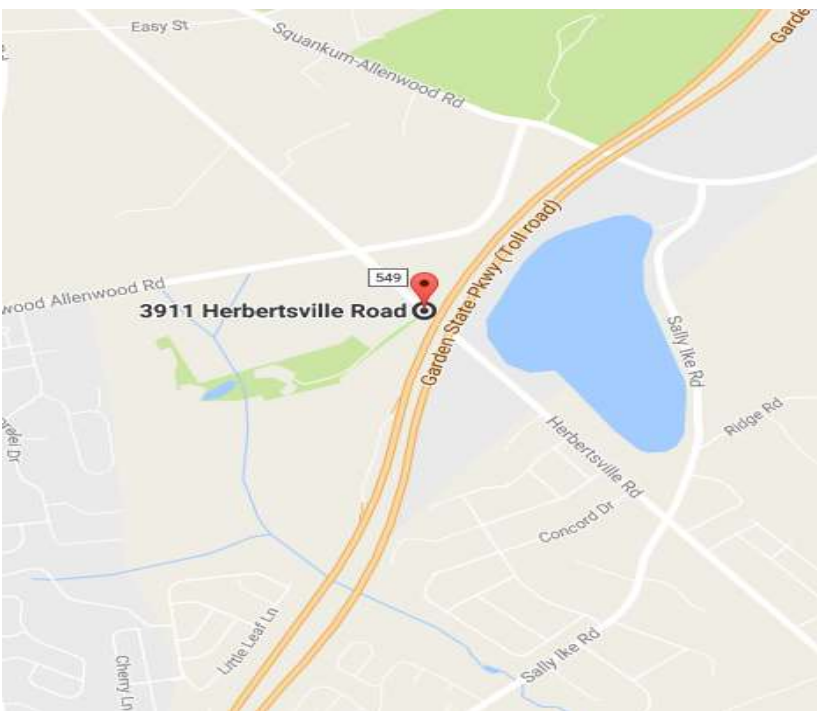 Easy St
Squankum-Allenwood Rd
Garde
Garden State Pkwy (Toll road)
549
wood Allenwood Rd
3911 Herbertsville Road
Sally Ike Rd
Ridge Rd
Herbertsville Rd
Concord Dr
Little Leaf Ln
Cherry Ln
Sally Ike Rd